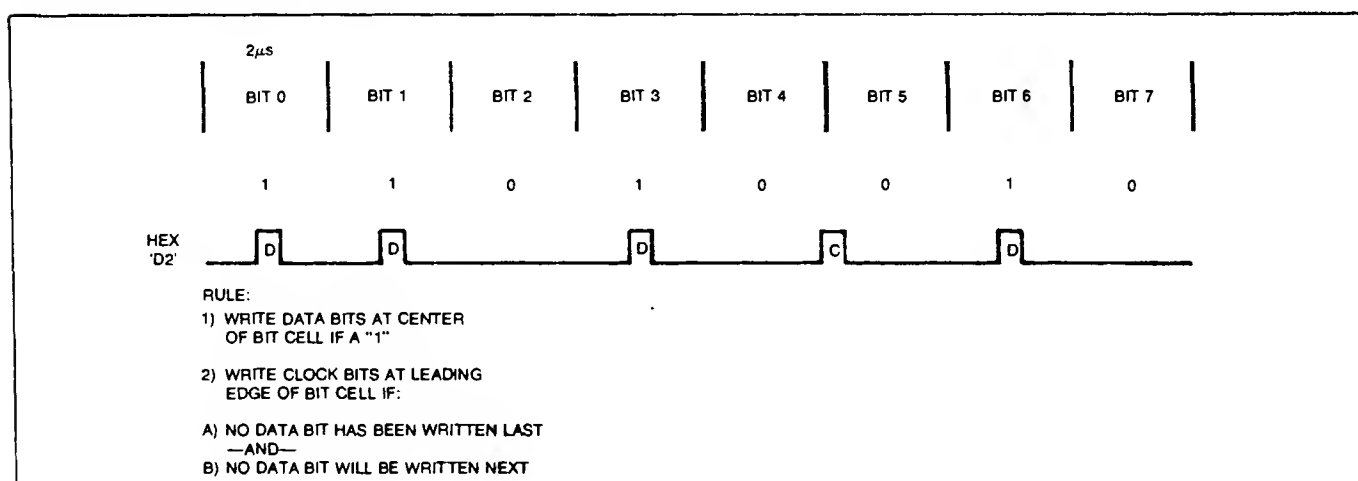 2μs
BIT 0 BIT 1 BIT 2 BIT 3 BIT 4 BIT 5 BIT 6 BIT 7
1 1 0 1 0 0 1 0
HEX
'D2'
D D D C D
RULE:
1) WRITE DATA BITS AT CENTER
OF BIT CELL IF A "1"
2) WRITE CLOCK BITS AT LEADING
EDGE OF BIT CELL IF:
A) NO DATA BIT HAS BEEN WRITTEN LAST
—AND—
B) NO DATA BIT WILL BE WRITTEN NEXT